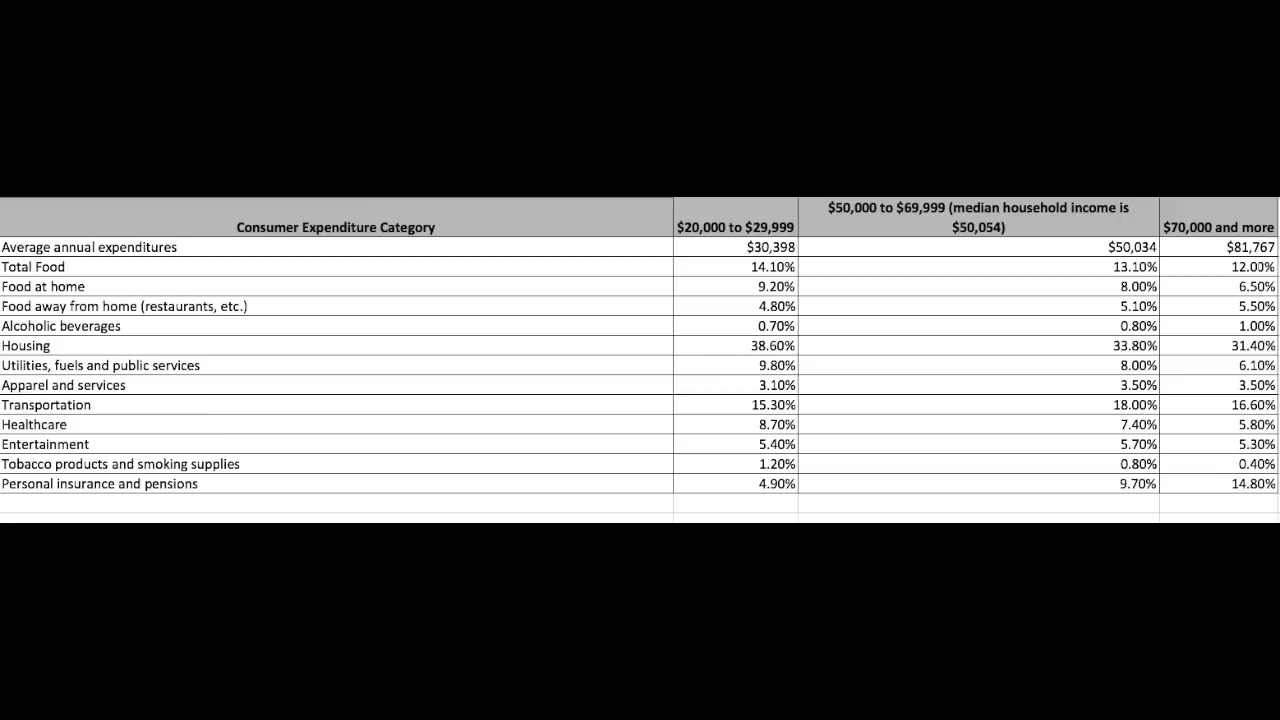 $50,000 to $69,999 (median household income is
Consumer Expenditure Category $20,000 to $29,999 $50,054) $70,000 and more
Average annual expenditures $30,398 $50,034 $81,767
Total Food 14.10% 13.10% 12.00%
Food at home 9.20% 8.00% 6.50%
Food away from home (restaurants, etc.) 4.80% 5.10% 5.50%
Alcoholic beverages 0.70% 0.80% 1.00%
Housing 38.60% 33.80% 31.40%
Utilities, fuels and public services 9.80% 8.00% 6.10%
Apparel and services 3.10% 3.50% 3.50%
Transportation 15.30% 18.00% 16.60%
Healthcare 8.70% 7.40% 5.80%
Entertainment 5.40% 5.70% 5.30%
Tobacco products and smoking supplies 1.20% 0.80% 0.40%
Personal insurance and pensions 4.90% 9.70% 14.80%